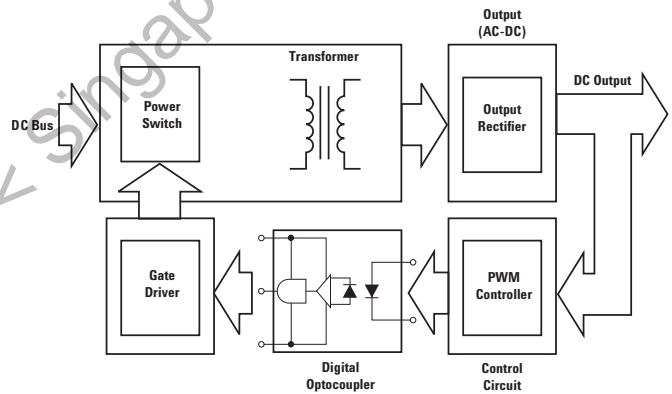 Output
(AC-DC)
Transformer
DC Output
Power
Switch
Output
Rectifier
DC Bus
Gate
Driver
PWM
Controller
Digital
Optocoupler
Control
Circuit